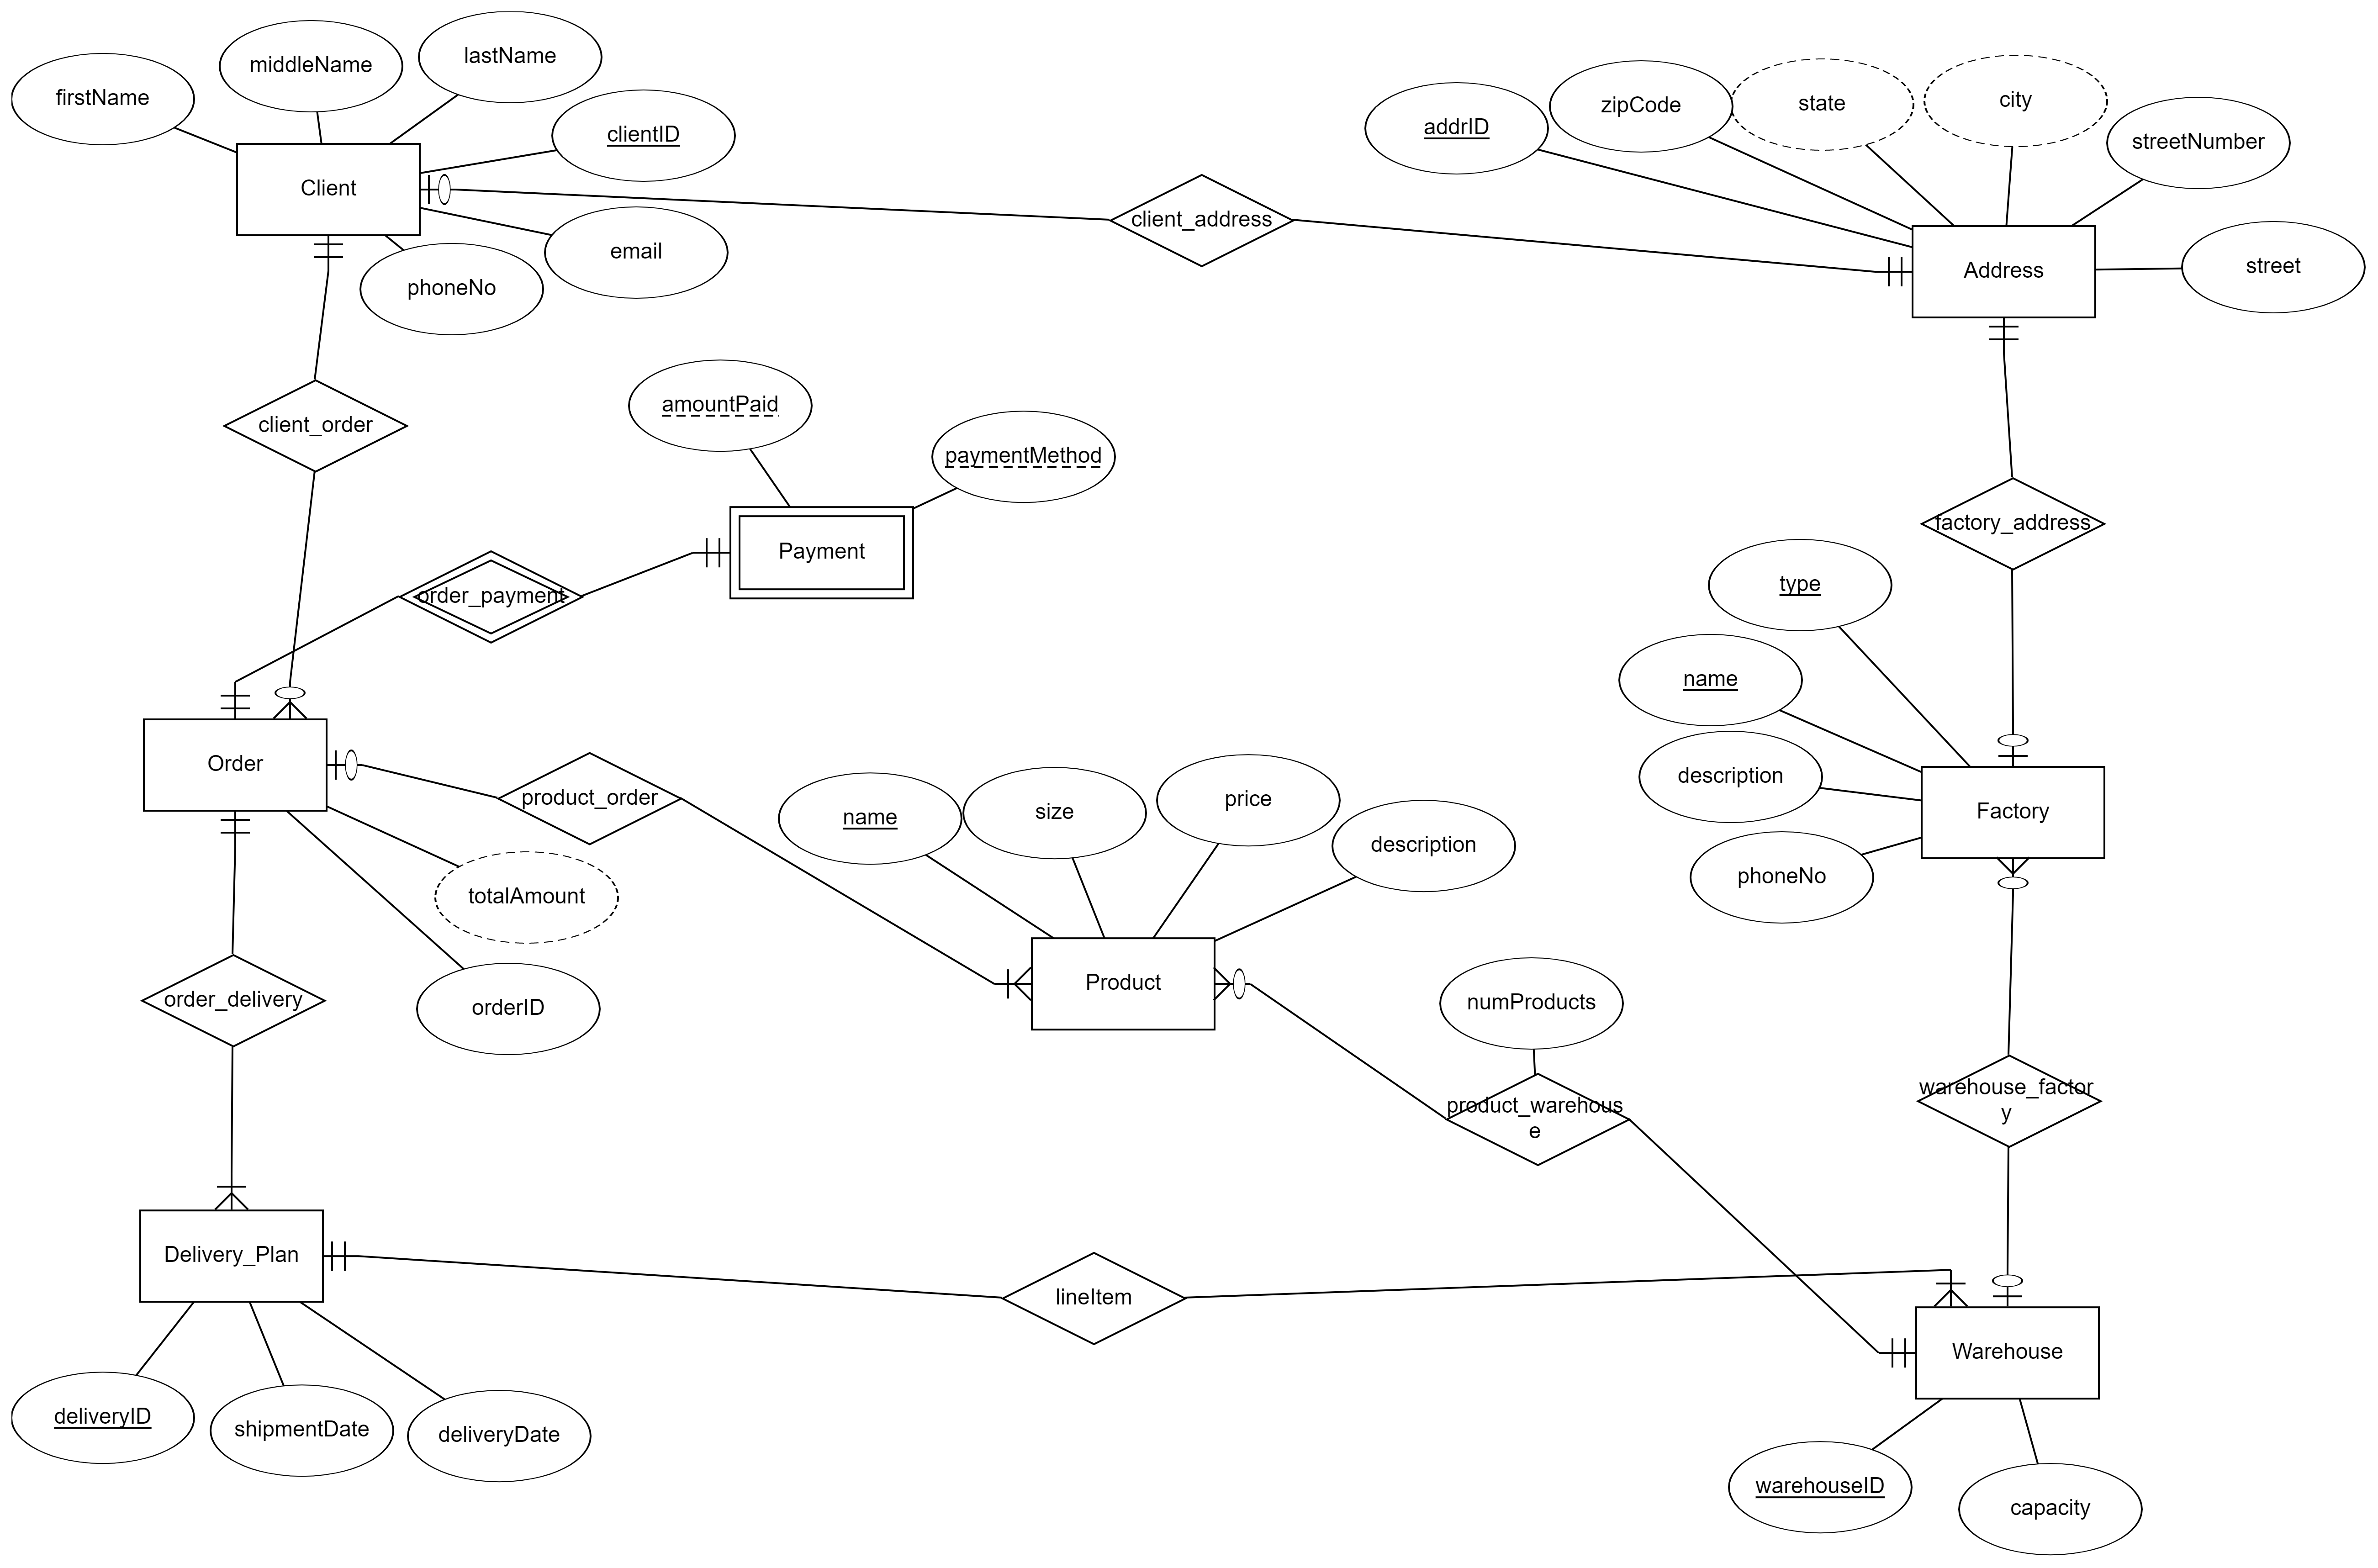 lastName
middleName
firstName
clientID
Client
email
phoneNo
client_address
addrID
zipCode
state
city
streetNumber
street
Address
client_order
amountPaid
paymentMethod
Payment
order_payment
factory_address
type
name
description
phoneNo
Factory
Order
product_order
totalAmount
orderID
name
size
price
description
Product
numProducts
product_warehous
e
warehouse_factor
y
order_delivery
Delivery_Plan
lineItem
Warehouse
deliveryID
shipmentDate
deliveryDate
warehouseID
capacity